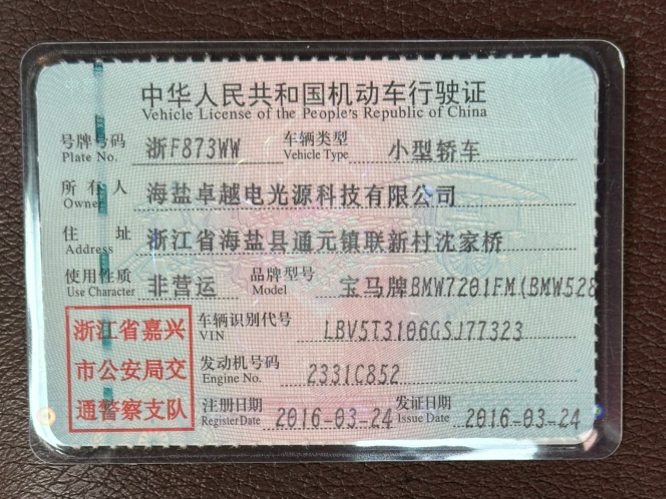 中华人民共和国机动车行驶证
Vehicle License of the People's Republic of China
号牌号码 浙F873WW 车辆类型 小型轿车
Plate No. Vehicle Type
所有人 海盐卓越电光源科技有限公司
Owner
住址 浙江省海盐县通元镇联新村沈家桥
Address
使用性质 非营运 品牌型号 宝马牌BMW7201FM(BMW528
Use Character Model
浙江省嘉兴
市公安局交
通警察支队
车辆识别代号 LBV5T3106GSJ77323
VIN
发动机号码 2331C852
Engine No.
注册日期 2016-03-24 发证日期 2016-03-24
Register Date Issue Date